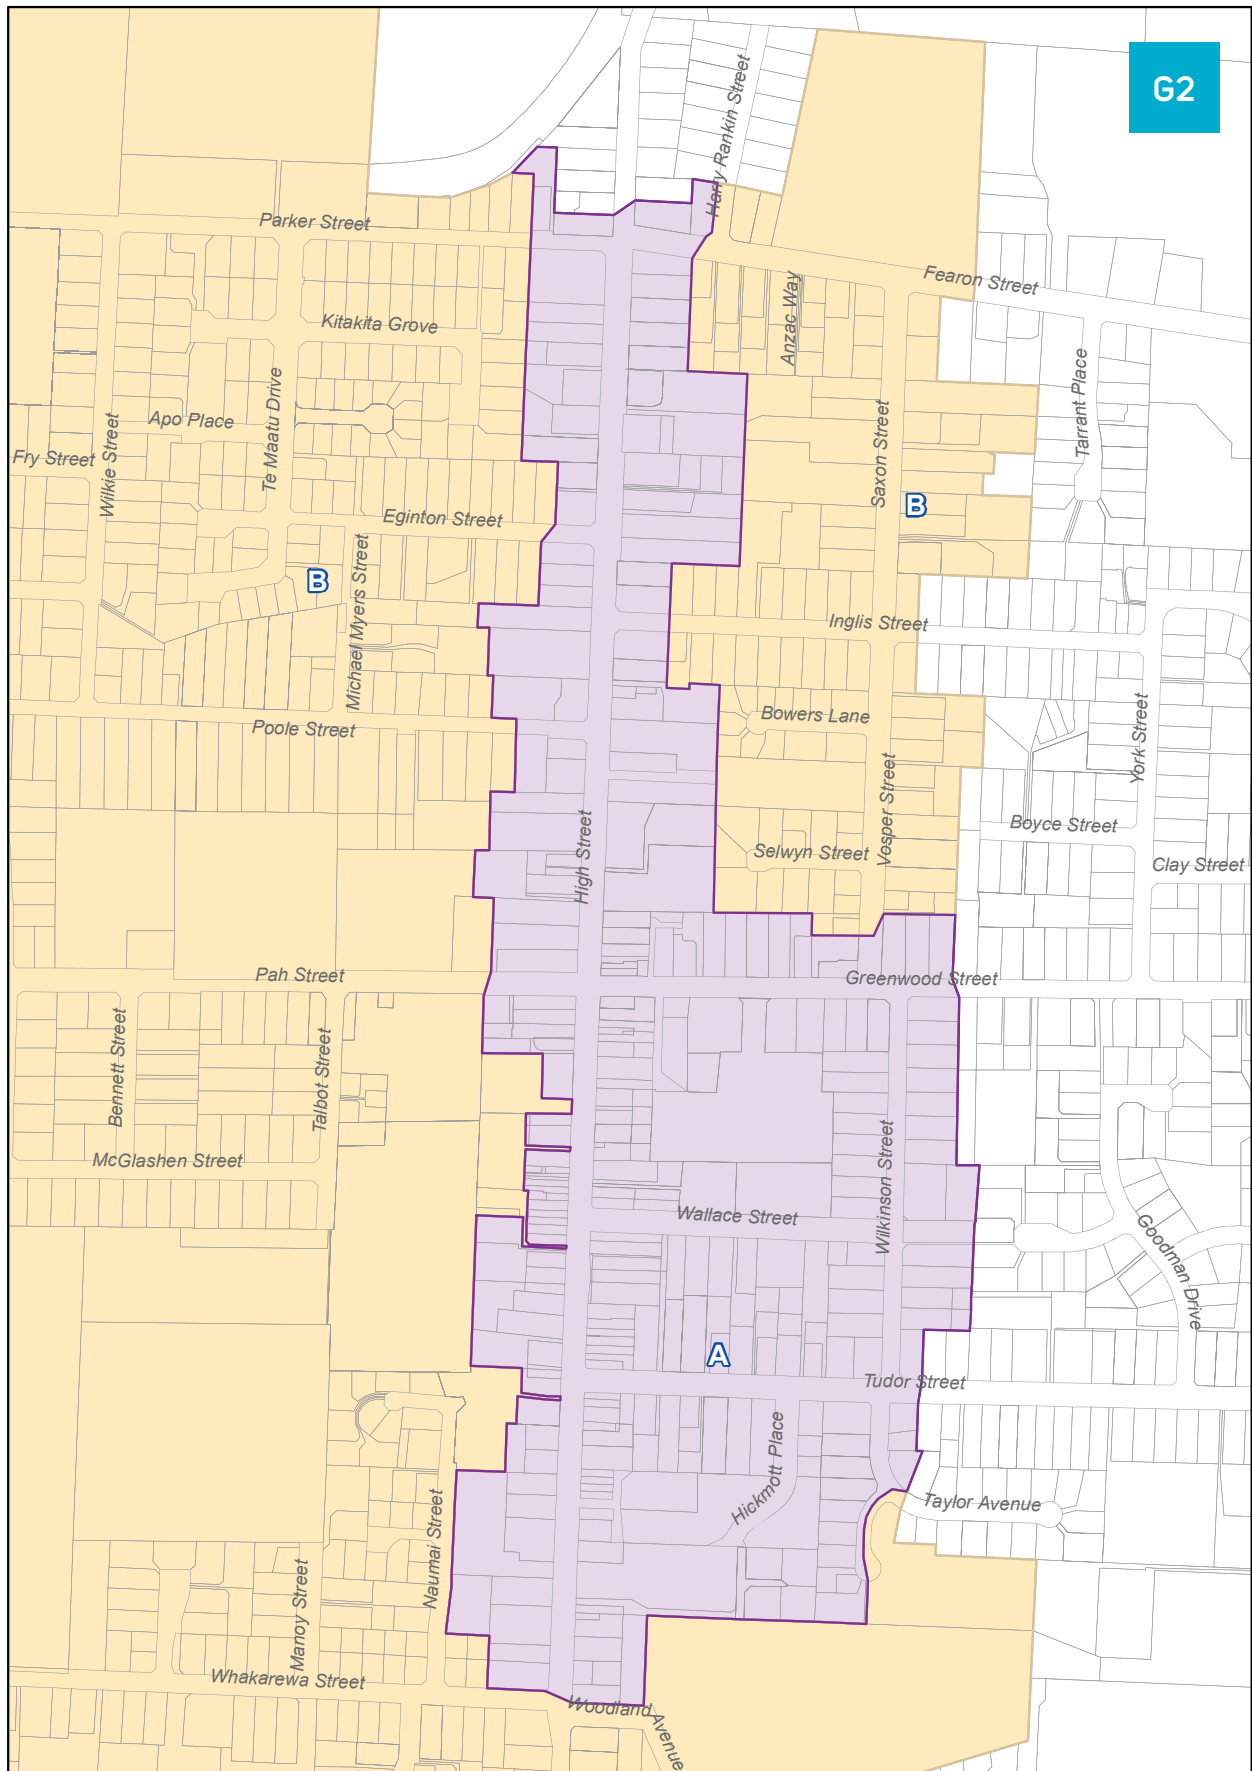 G2
Harry Rankin Street
Parker Street
Fearon Street
Anzac Way
Kitakita Grove
Tarrant Place
Te Maatu Drive
Apo Place
Wilkie Street
Saxon Street
Fry Street
B
Eginton Street
B
Michael Myers Street
Inglis Street
Bowers Lane
Poole Street
York Street
Vosper Street
High Street
Boyce Street
Selwyn Street
Clay Street
Pah Street
Greenwood Street
Bennett Street
Talbot Street
McGlashen Street
Wilkinson Street
Wallace Street
Goodman Drive
A
Tudor Street
Hickmott Place
Taylor Avenue
Naumai Street
Manoy Street
Whakarewa Street
Woodland Avenue